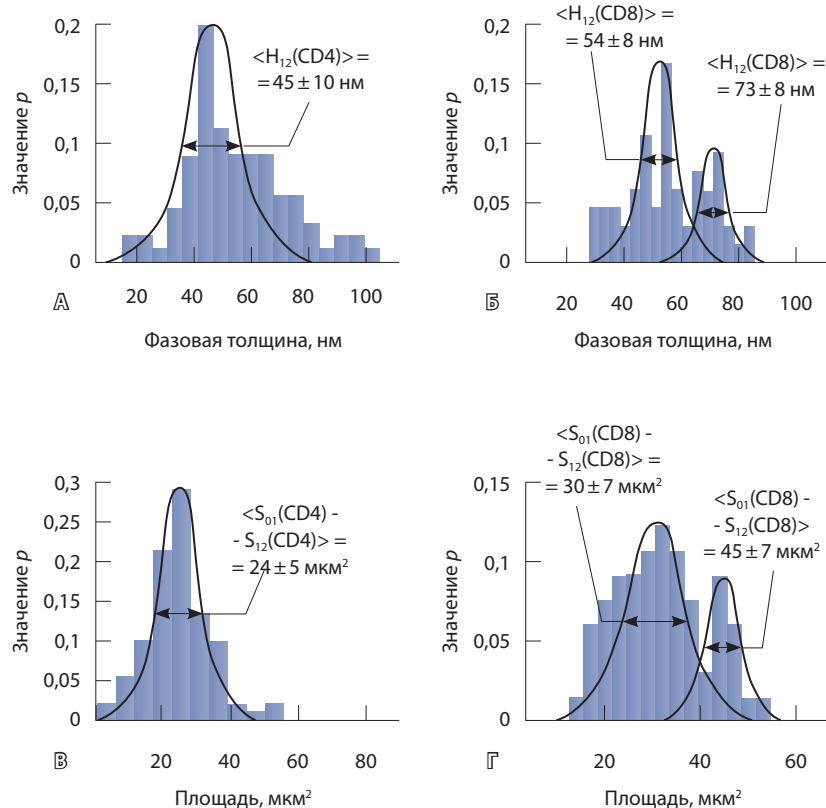 Значение p
0,2
0,15
0,1
0,05
0
<H12(CD4)> =
= 45 ± 10 нм
А
20 40 60 80 100
Фазовая толщина, нм
Значение p
0,2
0,15
0,1
0,05
0
<H12(CD8)> =
= 54 ± 8 нм
<H12(CD8)> =
= 73 ± 8 нм
Б
20 40 60 80 100
Фазовая толщина, нм
Значение p
0,3
0,25
0,2
0,15
0,1
0,05
0
<S01(CD4) -
- S12(CD4)> =
= 24 ± 5 мкм²
В
20 40 60 80
Площадь, мкм²
Значение p
0,15
0,1
0,05
0
<S01(CD8) -
- S12(CD8)> =
= 30 ± 7 мкм²
<S01(CD8) -
- S12(CD8)>
= 45 ± 7 мкм²
Г
20 40 60
Площадь, мкм²